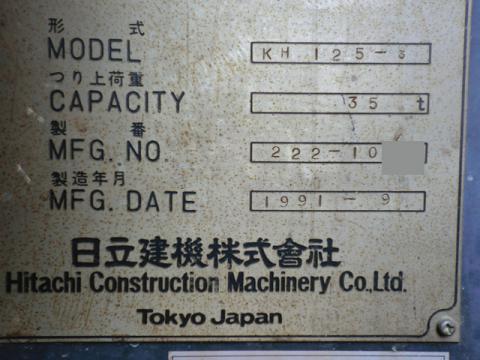 形式
MODEL KH 125-3
つり上荷重
CAPACITY 35 t
製番
MFG. NO 222-10
製造年月
MFG. DATE 1991-9
日立建機株式會社
Hitachi Construction Machinery Co.,Ltd.
Tokyo Japan